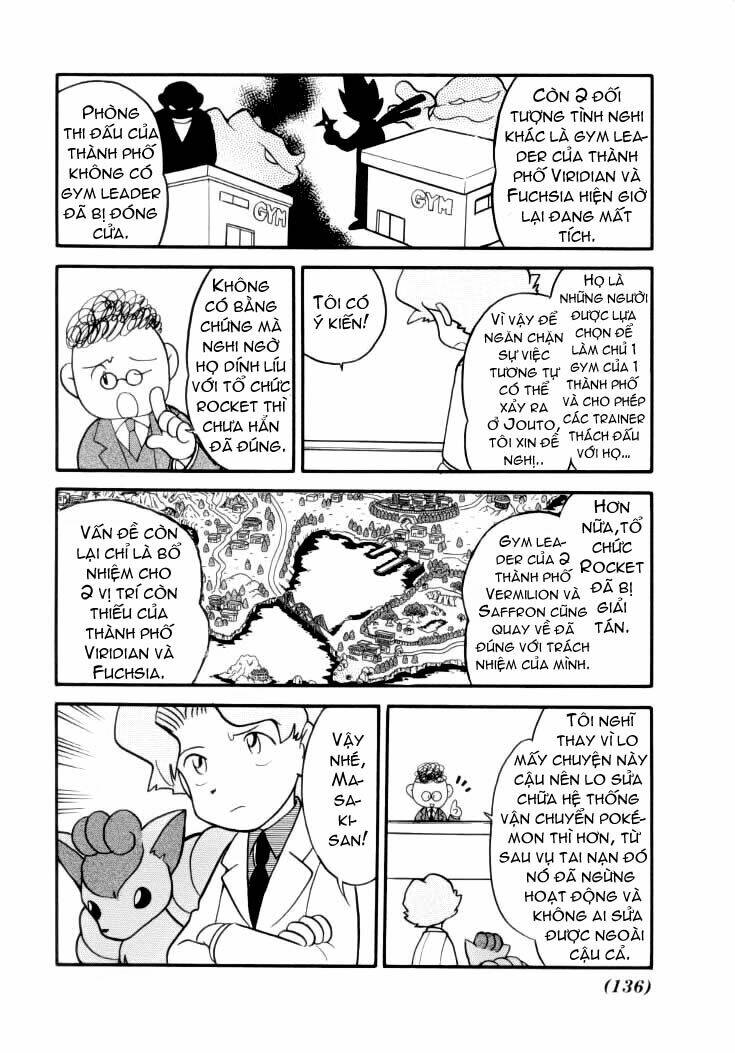 CÒN 2 ĐỐI
TƯỢNG TÌNH NGHI
KHÁC LÀ GYM LEA-
DER CỦA THÀNH
PHỐ VIRIDIAN VÀ
FUCHSIA HIỆN GIỜ
LẠI ĐANG MẤT
TÍCH.
GYM
GYM
PHÒNG
THI ĐẤU CỦA
THÀNH PHỐ
KHÔNG CÓ
GYM LEADER
ĐÃ BỊ ĐÓNG
CỬA.
HỌ LÀ
NHỮNG NGƯỜI
ĐƯỢC LỰA
CHỌN ĐỂ
LÀM CHỦ 1
GYM CỦA 1
THÀNH PHỐ
VÀ CHO PHÉP
CÁC TRAINER
THÁCH ĐẤU
VỚI HỌ...
VÌ VẬY ĐỂ
NGĂN CHẶN
SỰ VIỆC
TƯƠNG TỰ
CÓ THỂ
XẢY RA
Ở JOUTO,
TÔI XIN ĐỀ
NGHỊ..
TÔI CÓ
Ý KIẾN!
KHÔNG
CÓ BẰNG
CHỨNG MÀ
NGHI NGỜ
HỌ DÍNH LÍU
VỚI TỔ CHỨC
ROCKET THÌ
CHƯA HẲN
ĐÃ ĐÚNG.
HƠN
NỮA,TỔ
CHỨC
ROCKET
ĐÃ BỊ
GIẢI
TÁN.
GYM LEA-
DER CỦA 2
THÀNH PHỐ
VERMILION VÀ
SAFFRON CŨNG
QUAY VỀ ĐÃ
ĐÚNG VỚI TRÁCH
NHIỆM CỦA MÌNH.
VẤN ĐỀ CÒN
LẠI CHỈ LÀ BỔ
NHIỆM CHO
2 VỊ TRÍ CÒN
THIẾU CỦA
THÀNH PHỐ
VIRIDIAN VÀ
FUCHSIA.
TÔI NGHĨ
THAY VÌ LO
MẤY CHUYỆN NÀY
CẬU NÊN LO SỬA
CHỮA HỆ THỐNG
VẬN CHUYỂN POKÉ-
MON THÌ HƠN, TỪ
SAU VỤ TAI NẠN ĐÓ
NÓ ĐÃ NGỪNG
HOẠT ĐỘNG VÀ
KHÔNG AI SỬA
ĐƯỢC NGOÀI
CẬU CẢ.
VẬY
NHÉ,
MA-
SA-
KI-
SAN!
(136)